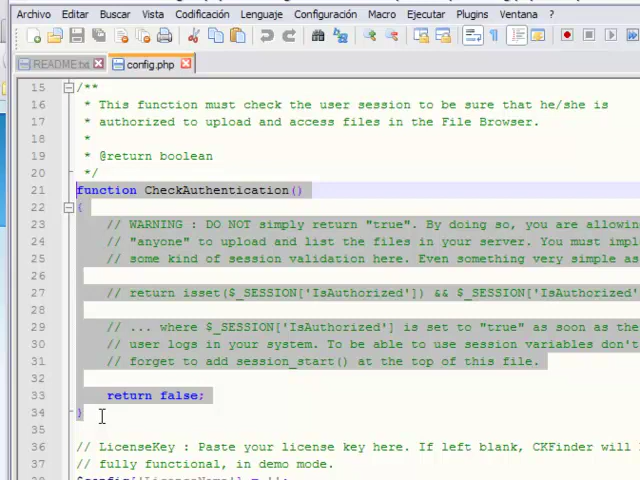 Archivo Editar Buscar Vista Codificación Lenguaje Configuración Macro Ejecutar Plugins Ventana ?
README.txt config.php
15 /**
16 * This function must check the user session to be sure that he/she is
17 * authorized to upload and access files in the File Browser.
18 *
19 * @return boolean
20 */
21 function CheckAuthentication()
22 {
23 // WARNING : DO NOT simply return "true". By doing so, you are allowing
24 // "anyone" to upload and list the files in your server. You must impl
25 // some kind of session validation here. Even something very simple as
26
27 // return isset($_SESSION['IsAuthorized']) && $_SESSION['IsAuthorized'
28
29 // ... where $_SESSION['IsAuthorized'] is set to "true" as soon as the
30 // user logs in your system. To be able to use session variables don't
31 // forget to add session_start() at the top of this file.
32
33 return false;
34 }
35
36 // LicenseKey : Paste your license key here. If left blank, CKFinder will
37 // fully functional, in demo mode.